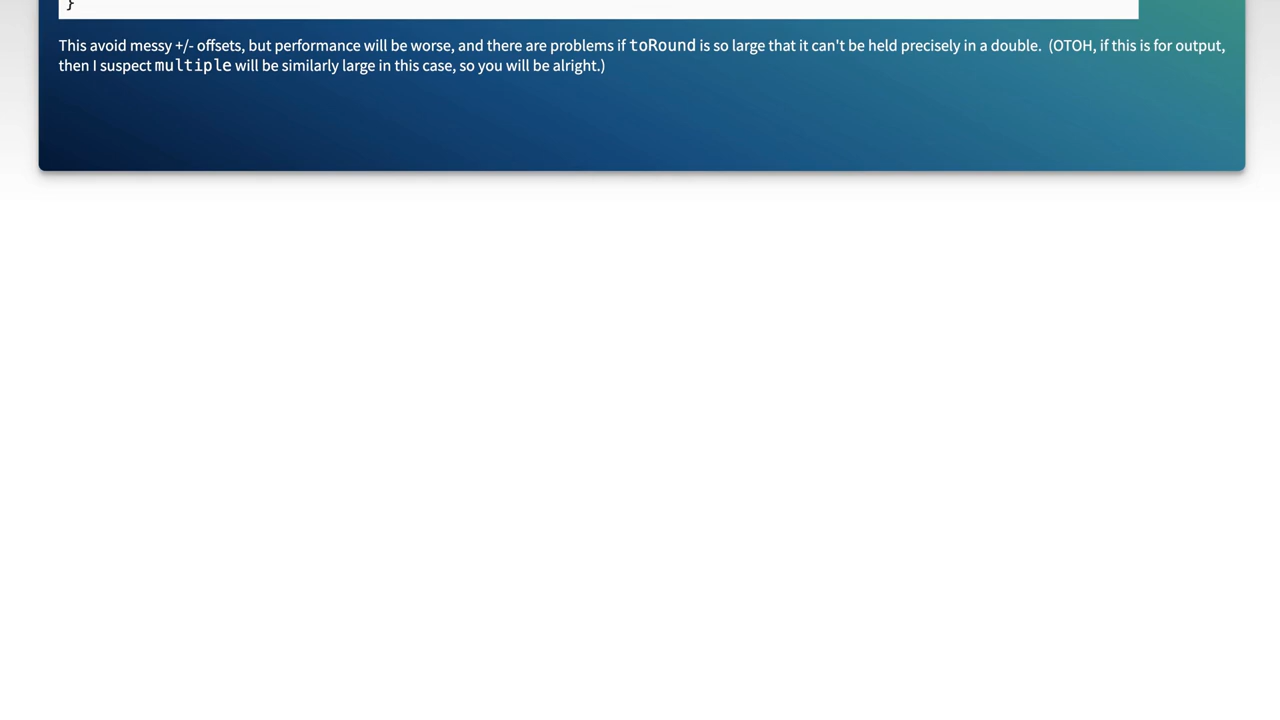 }
This avoid messy +/- offsets, but performance will be worse, and there are problems if toRound is so large that it can't be held precisely in a double.  (OTOH, if this is for output,
then I suspect multiple will be similarly large in this case, so you will be alright.)